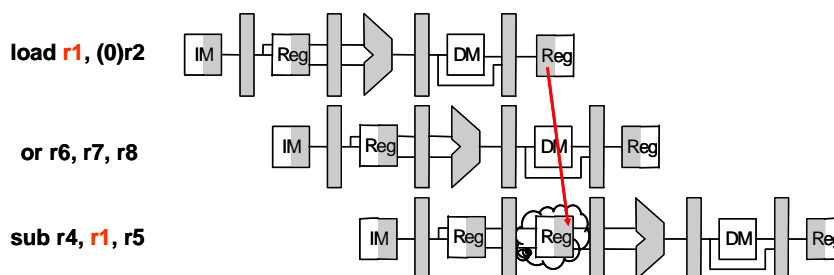 load r1, (0)r2 IM Reg DM Reg
or r6, r7, r8 IM Reg DM Reg
sub r4, r1, r5 IM Reg Reg DM Reg